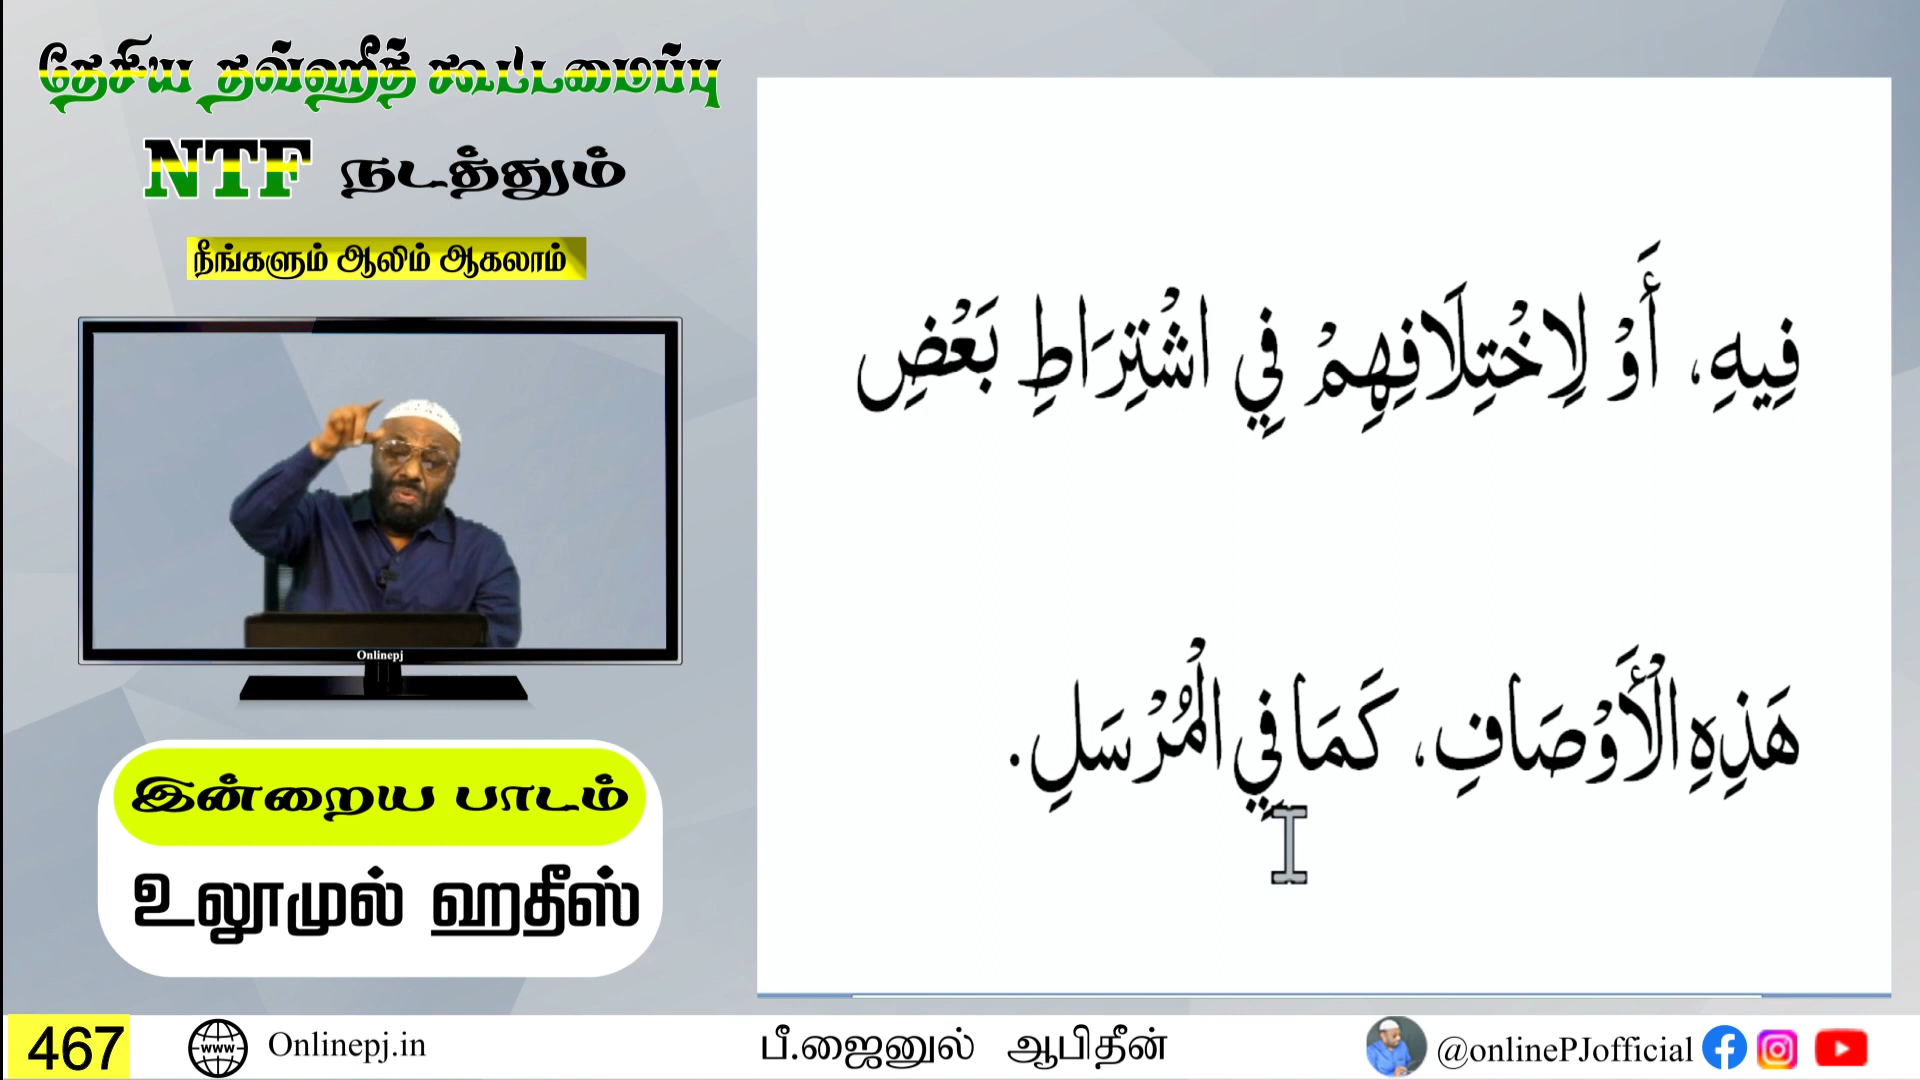 தேசிய தவ்ஹீத் கூட்டமைப்பு
NTF நடத்தும்
நீங்களும் ஆலிம் ஆகலாம்
Onlinepj
இன்றைய பாடம்
உலூமுல் ஹதீஸ்
فِيهِ، أَوْ لِاخْتِلَافِهِمْ فِي اشْتِرَاطِ بَعْضِ
هَذِهِ الْأَوْصَافِ، كَمَا فِي الْمُرْسَلِ.
467
www
Onlinepj.in
பீ.ஜைனுல் ஆபிதீன்
@onlinePJofficial